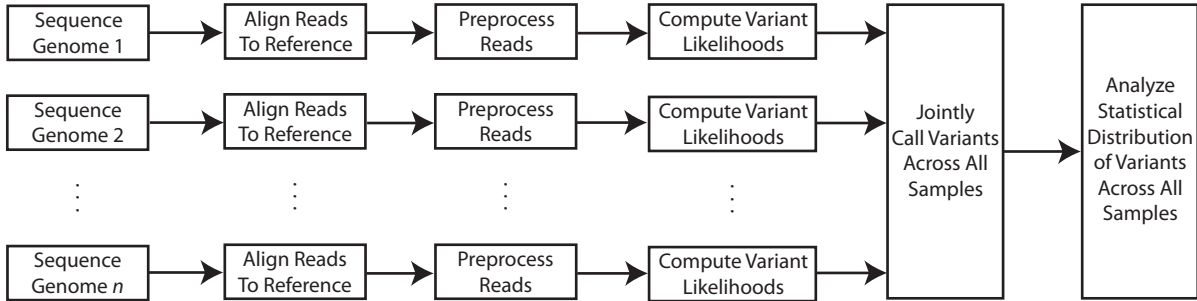 Sequence
Genome 1
Align Reads
To Reference
Preprocess
Reads
Compute Variant
Likelihoods
Sequence
Genome 2
Align Reads
To Reference
Preprocess
Reads
Compute Variant
Likelihoods
Sequence
Genome n
Align Reads
To Reference
Preprocess
Reads
Compute Variant
Likelihoods
Jointly
Call Variants
Across All
Samples
Analyze
Statistical
Distribution
of Variants
Across All
Samples